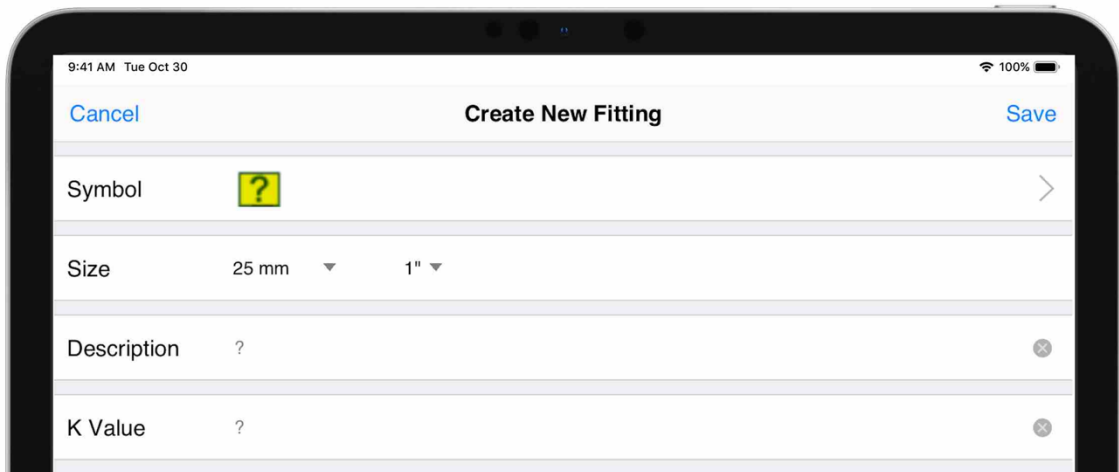 9:41 AM Tue Oct 30 100%
Cancel Create New Fitting Save
Symbol ?
Size 25 mm 1"
Description ?
K Value ?